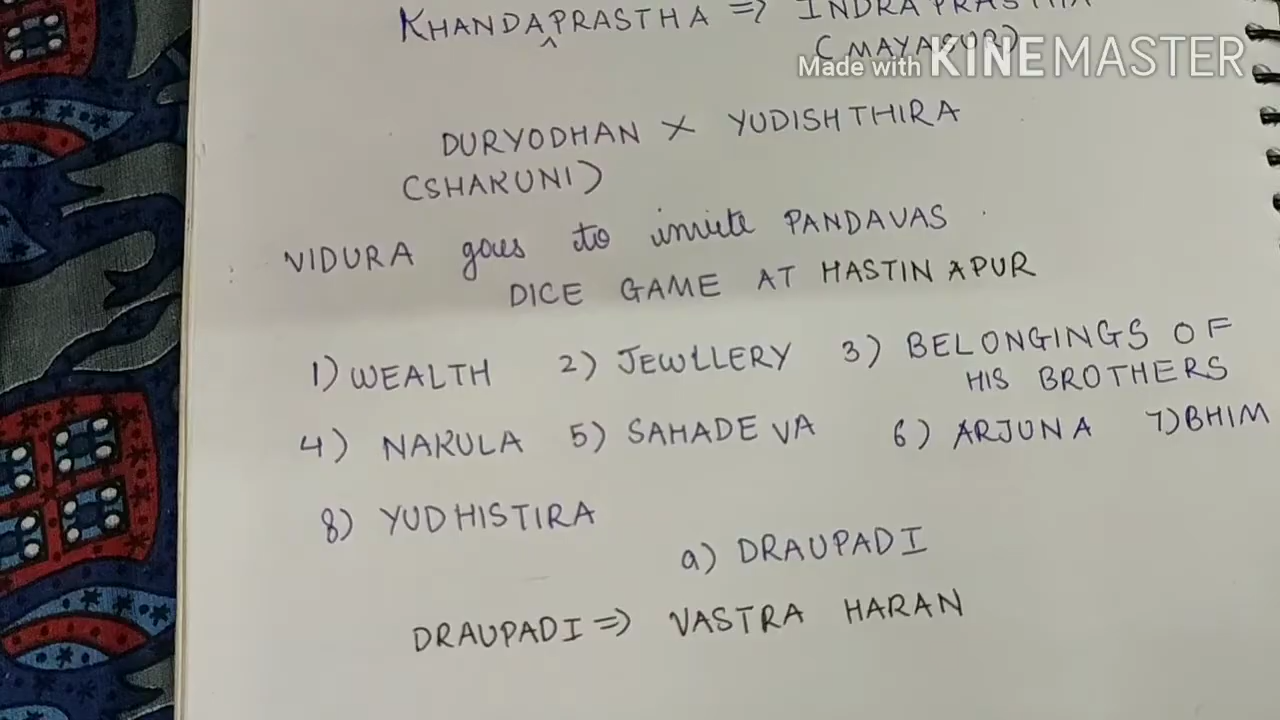 KHANDAPRASTHA => INDRAPRASTHA
(MAYASUR)
Made with KINEMASTER
DURYODHAN X YUDISHTHIRA
(SHAKUNI)
VIDURA goes to invite PANDAVAS
DICE GAME AT HASTINAPUR
1) WEALTH 2) JEWLLERY 3) BELONGINGS OF
HIS BROTHERS
4) NAKULA 5) SAHADEVA 6) ARJUNA 7) BHIM
8) YUDHISTIRA
a) DRAUPADI
DRAUPADI => VASTRA HARAN